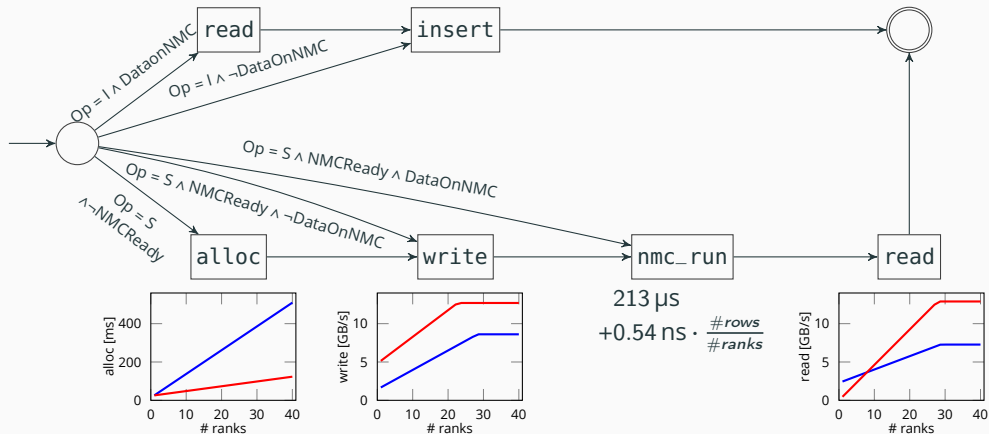 read
insert
Op = I ∧ DataonNMC
Op = I ∧ ¬DataOnNMC
Op = S ∧ NMCReady ∧ DataOnNMC
Op = S ∧ NMCReady ∧ ¬DataOnNMC
Op = S
∧¬NMCReady
alloc
write
nmc_run
read
alloc [ms]
400
200
0
0 10 20 30 40
# ranks
write [GB/s]
10
5
0
0 10 20 30 40
# ranks
213 µs
+0.54 ns · #rows
#ranks
read [GB/s]
10
5
0
0 10 20 30 40
# ranks